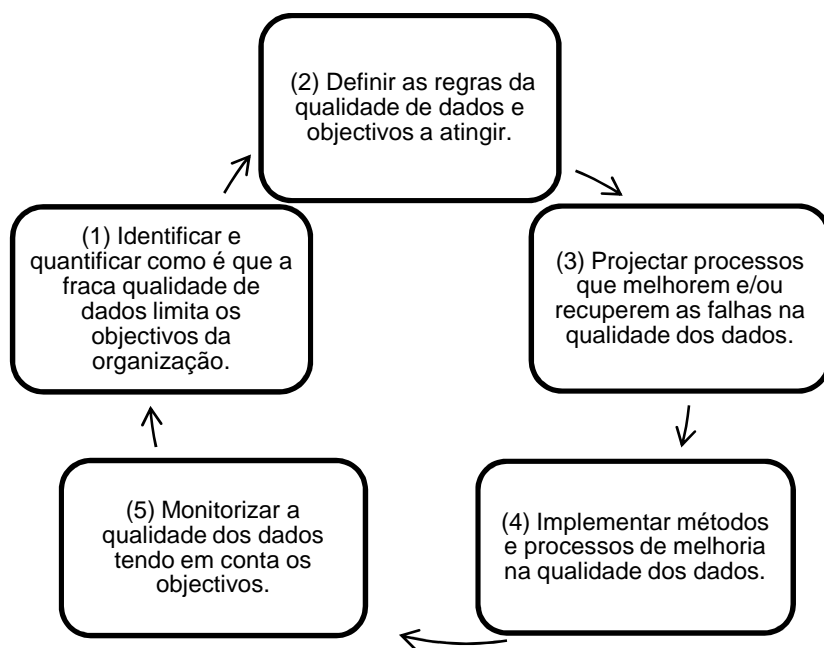 (2) Definir as regras da
qualidade de dados e
objectivos a atingir.
(1) Identificar e
quantificar como é que a
fraca qualidade de
dados limita os
objectivos da
organização.
(3) Projectar processos
que melhorem e/ou
recuperem as falhas na
qualidade dos dados.
(5) Monitorizar a
qualidade dos dados
tendo em conta os
objectivos.
(4) Implementar métodos
e processos de melhoria
na qualidade dos dados.